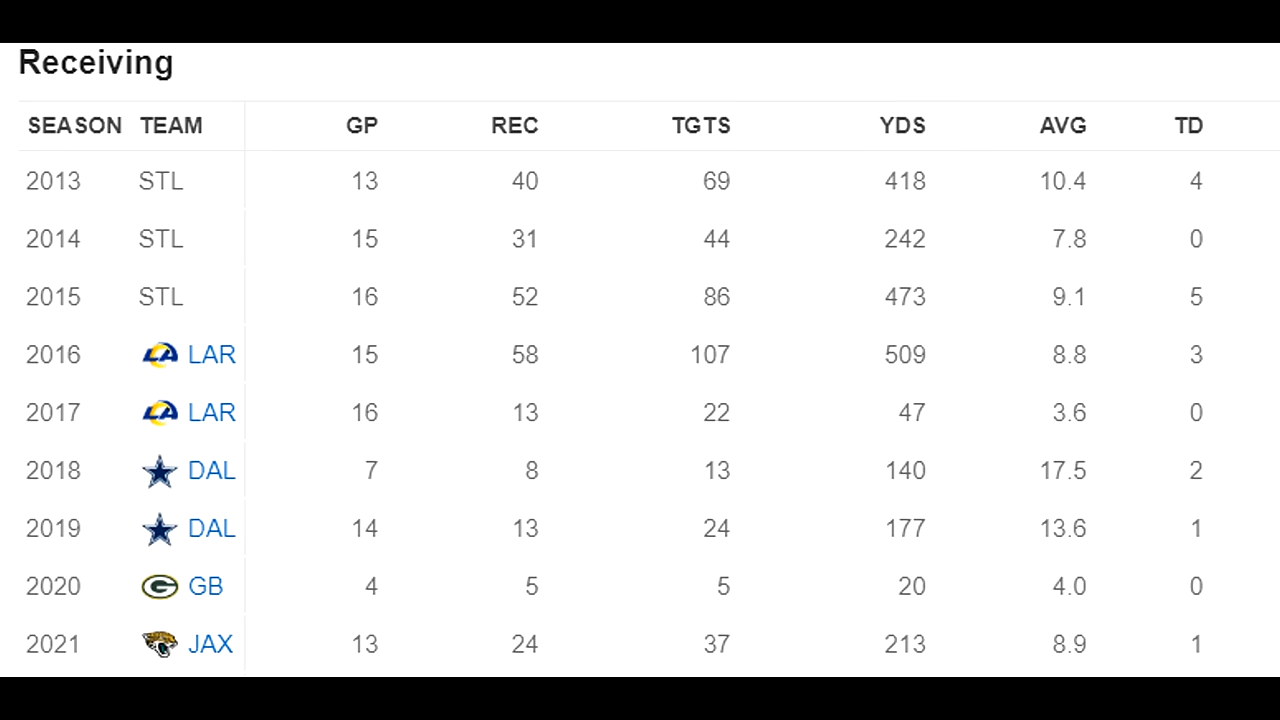 Receiving
SEASON TEAM GP REC TGTS YDS AVG TD
2013 STL 13 40 69 418 10.4 4
2014 STL 15 31 44 242 7.8 0
2015 STL 16 52 86 473 9.1 5
2016 LA LAR 15 58 107 509 8.8 3
2017 LA LAR 16 13 22 47 3.6 0
2018 DAL 7 8 13 140 17.5 2
2019 DAL 14 13 24 177 13.6 1
2020 G GB 4 5 5 20 4.0 0
2021 JAX 13 24 37 213 8.9 1